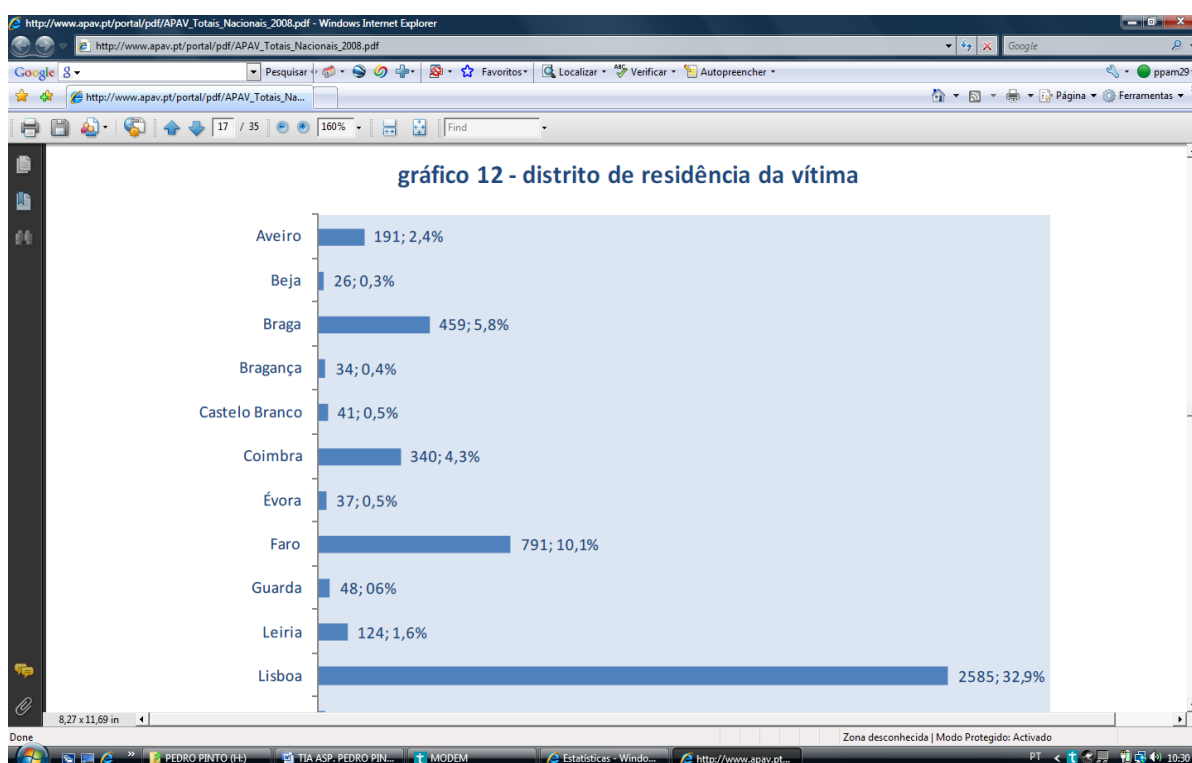 http://www.apav.pt/portal/pdf/APAV_Totais_Nacionais_2008.pdf - Windows Internet Explorer
http://www.apav.pt/portal/pdf/APAV_Totais_Nacionais_2008.pdf
Google
Google
Pesquisar
Favoritos
Localizar
Verificar
Autopreencher
ppam29
http://www.apav.pt/portal/pdf/APAV_Totais_Na...
Página
Ferramentas
17 / 35
160%
Find
gráfico 12 - distrito de residência da vítima
Aveiro 191; 2,4%
Beja 26; 0,3%
Braga 459; 5,8%
Bragança 34; 0,4%
Castelo Branco 41; 0,5%
Coimbra 340; 4,3%
Évora 37; 0,5%
Faro 791; 10,1%
Guarda 48; 06%
Leiria 124; 1,6%
Lisboa 2585; 32,9%
8,27 x 11,69 in
Done
Zona desconhecida | Modo Protegido: Activado
PEDRO PINTO (H:)
TIA ASP. PEDRO PIN...
MODEM
Estatísticas - Windo...
http://www.apav.pt...
PT
10:30